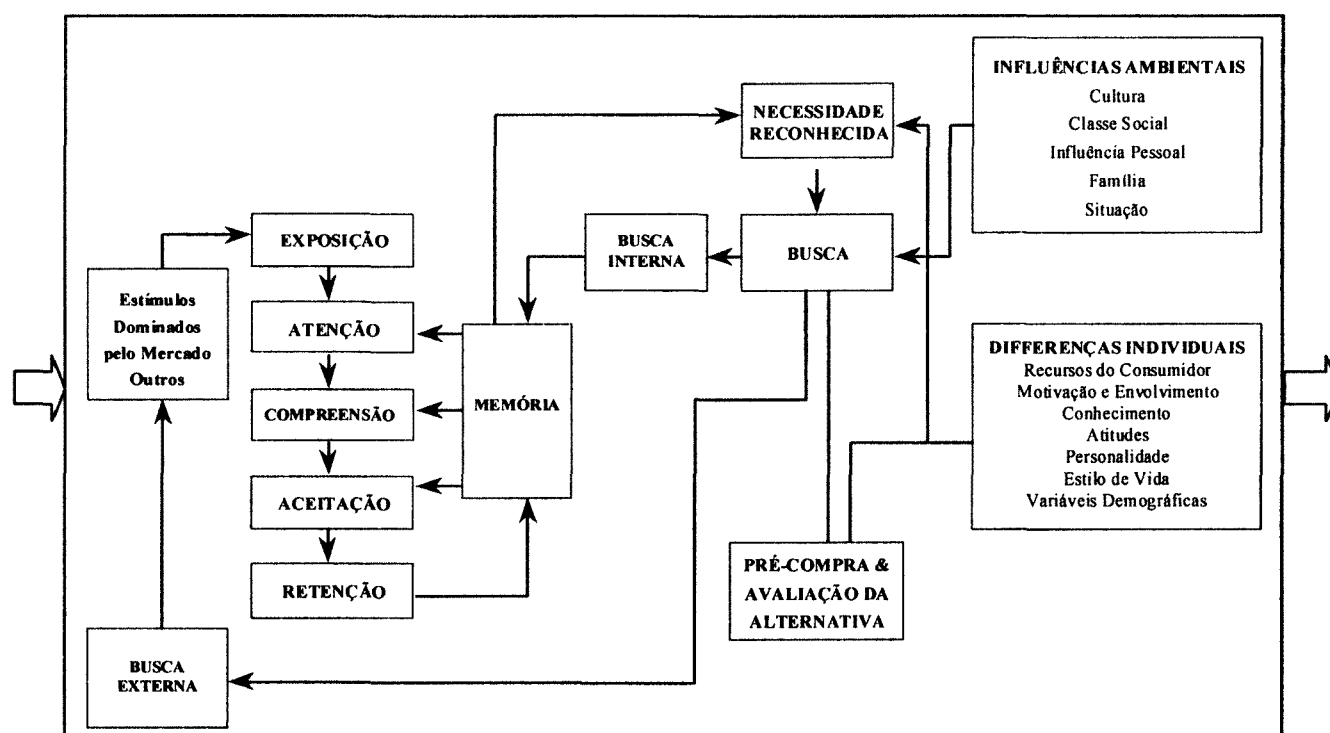 INFLUÊNCIAS AMBIENTAIS
Cultura
Classe Social
Influência Pessoal
Família
Situação
NECESSIDADE
RECONHECIDA
BUSCA
BUSCA
INTERNA
EXPOSIÇÃO
ATENÇÃO
COMPREENSÃO
ACEITAÇÃO
RETENÇÃO
MEMÓRIA
Estímulos
Dominados
pelo Mercado
Outros
DIFFERENÇAS INDIVIDUAIS
Recursos do Consumidor
Motivação e Envolvimento
Conhecimento
Atitudes
Personalidade
Estilo de Vida
Variáveis Demográficas
PRÉ-COMPRA &
AVALIAÇÃO DA
ALTERNATIVA
BUSCA
EXTERNA